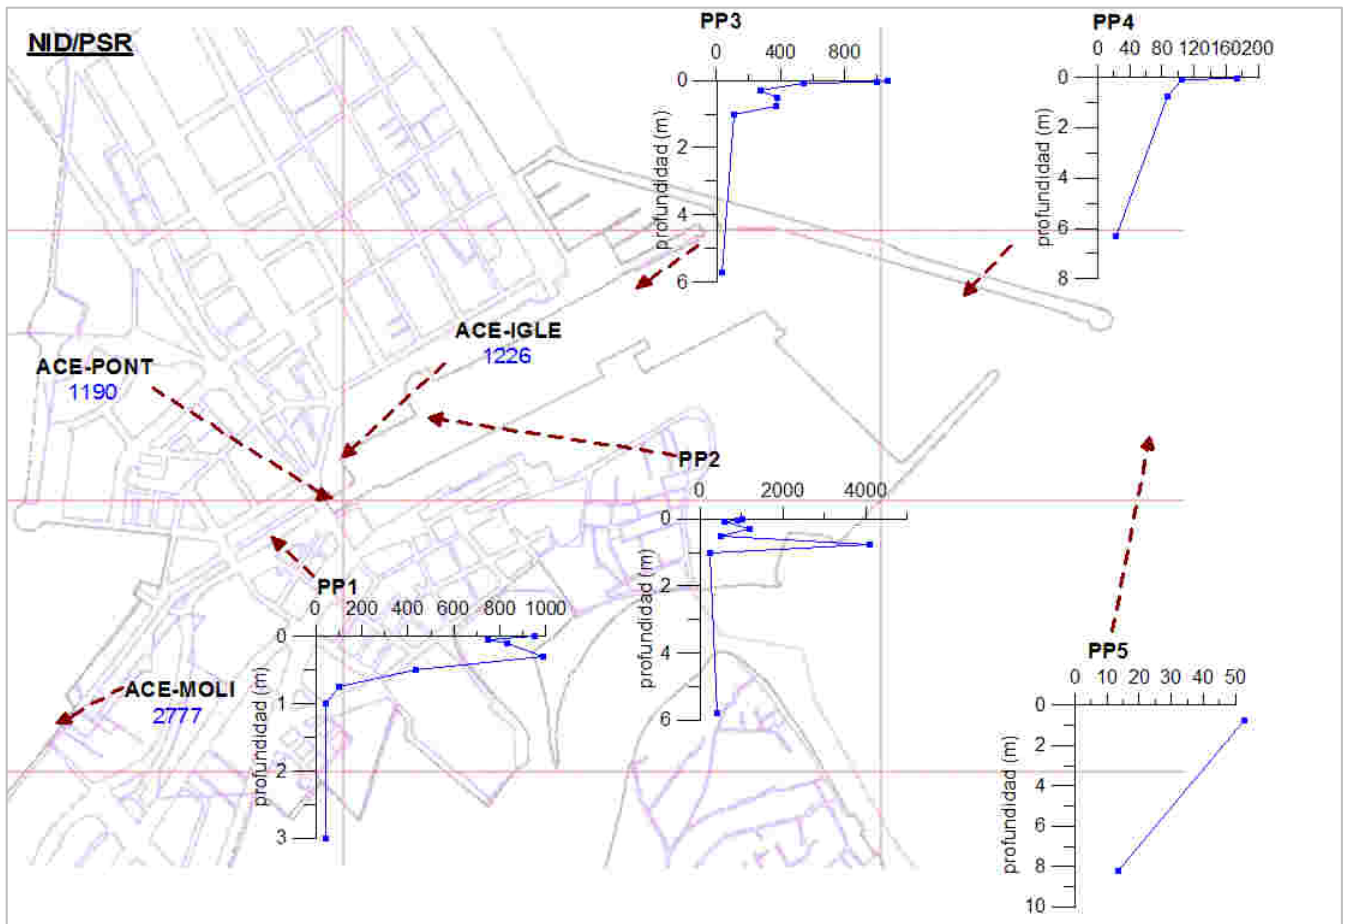 NID/PSR
PP3
0 400 800
0
2
4
6
profundidad (m)
PP4
0 40 80 120 160 200
0
2
4
6
8
profundidad (m)
ACE-IGLE
1226
ACE-PONT
1190
PP2
0 2000 4000
0
2
4
6
profundidad (m)
PP1
0 200 400 600 800 1000
0
1
2
3
profundidad (m)
ACE-MOLI
2777
PP5
0 10 20 30 40 50
0
2
4
6
8
10
profundidad (m)